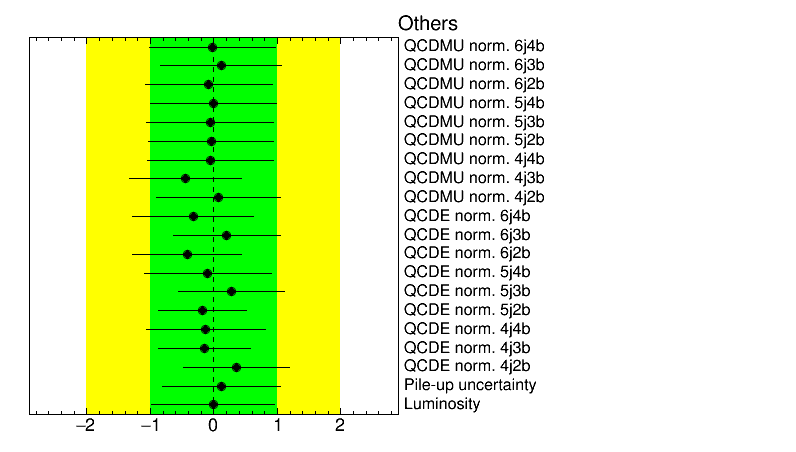 Others
QCDMU norm. 6j4b
QCDMU norm. 6j3b
QCDMU norm. 6j2b
QCDMU norm. 5j4b
QCDMU norm. 5j3b
QCDMU norm. 5j2b
QCDMU norm. 4j4b
QCDMU norm. 4j3b
QCDMU norm. 4j2b
QCDE norm. 6j4b
QCDE norm. 6j3b
QCDE norm. 6j2b
QCDE norm. 5j4b
QCDE norm. 5j3b
QCDE norm. 5j2b
QCDE norm. 4j4b
QCDE norm. 4j3b
QCDE norm. 4j2b
Pile-up uncertainty
Luminosity
−2 −1 0 1 2